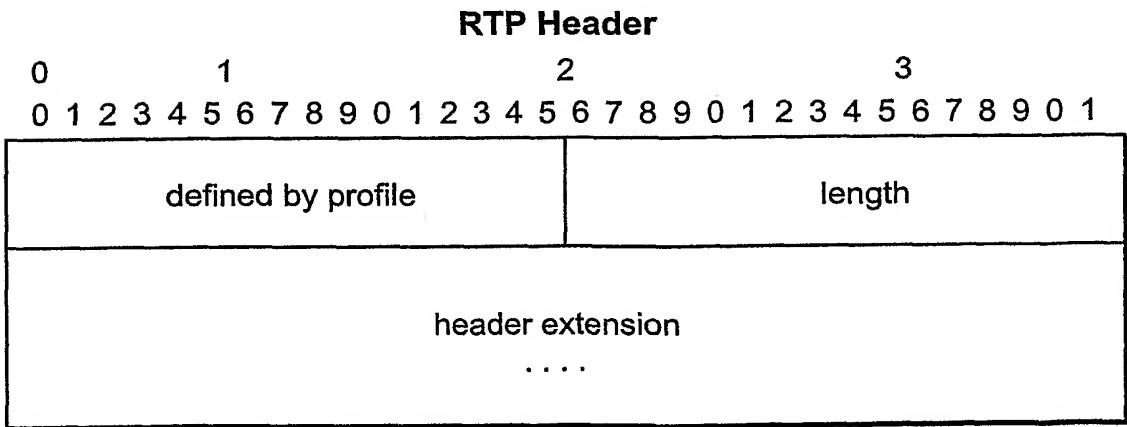 RTP Header
0 1 2 3
0 1 2 3 4 5 6 7 8 9 0 1 2 3 4 5 6 7 8 9 0 1 2 3 4 5 6 7 8 9 0 1
defined by profile length
header extension
....